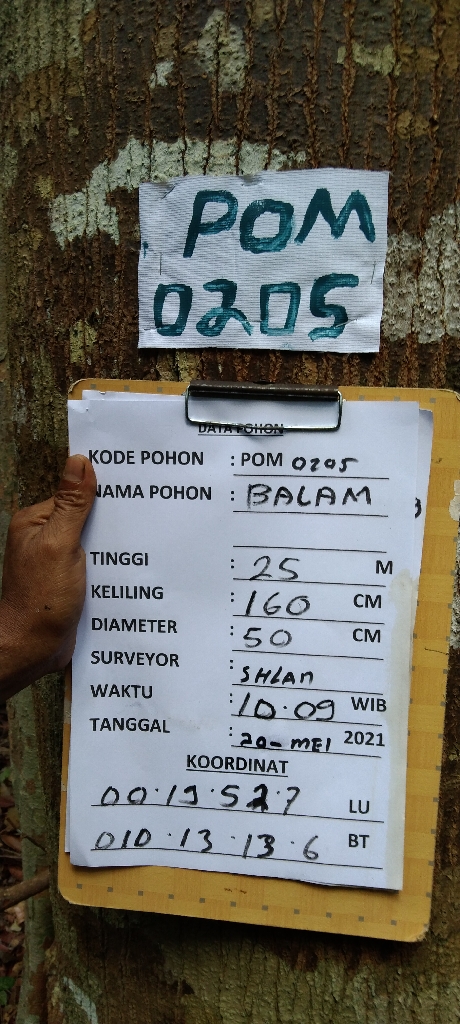 POM
0205
DATA POHON
KODE POHON : POM 0205
NAMA POHON : BALAM
TINGGI : 25 M
KELILING : 160 CM
DIAMETER : 50 CM
SURVEYOR : SHLAN
WAKTU : 10.09 WIB
TANGGAL : 20-MEI 2021
KOORDINAT
00.19.52.7 LU
010.13.13.6 BT